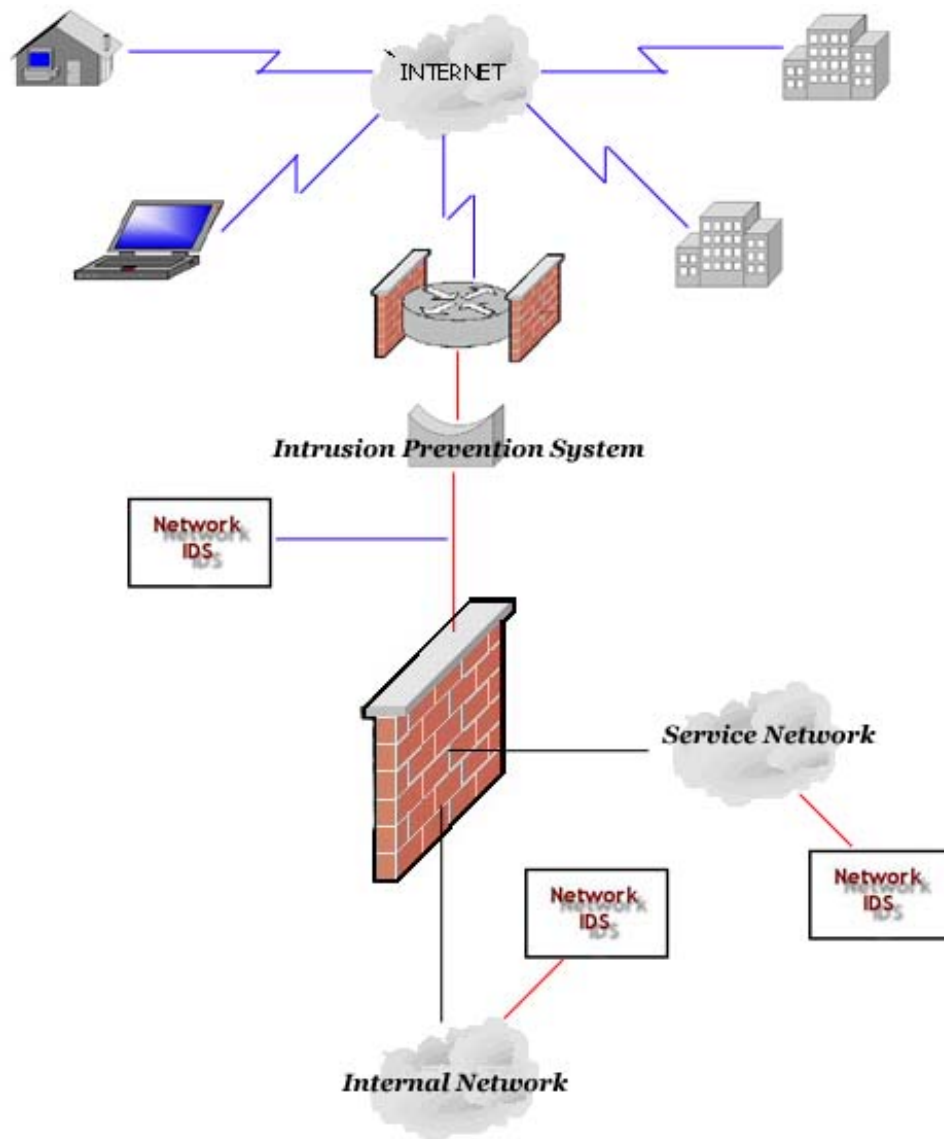 INTERNET
Intrusion Prevention System
Network
IDS
Service Network
Network
IDS
Network
IDS
Internal Network